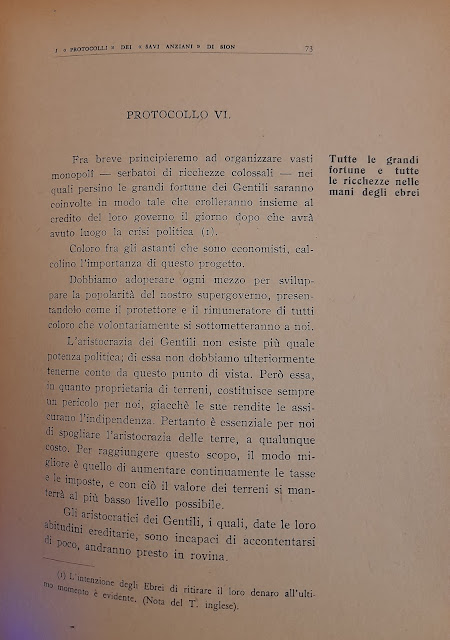 I « PROTOCOLLI » DEI « SAVI ANZIANI » DI SION 73
PROTOCOLLO VI.
Fra breve principieremo ad organizzare vasti
monopoli — serbatoi di ricchezze colossali — nei
quali persino le grandi fortune dei Gentili saranno
coinvolte in modo tale che crolleranno insieme al
credito del loro governo il giorno dopo che avrà
avuto luogo la crisi politica (1).
Tutte le grandi
fortune e tutte
le ricchezze nelle
mani degli ebrei
Coloro fra gli astanti che sono economisti, cal-
colino l'importanza di questo progetto.
Dobbiamo adoperare ogni mezzo per svilup-
pare la popolarità del nostro supergoverno, presen-
tandolo come il protettore e il rimuneratore di tutti
coloro che volontariamente si sottometteranno a noi.
L'aristocrazia dei Gentili non esiste più quale
potenza politica; di essa non dobbiamo ulteriormente
tenerne conto da questo punto di vista. Però essa,
in quanto proprietaria di terreni, costituisce sempre
un pericolo per noi, giacchè le sue rendite le assi-
curano l'indipendenza. Pertanto è essenziale per noi
di spogliare l'aristocrazia delle terre, a qualunque
costo. Per raggiungere questo scopo, il modo mi-
gliore è quello di aumentare continuamente le tasse
e le imposte, e con ciò il valore dei terreni si man-
terrà al più basso livello possibile.
Gli aristocratici dei Gentili, i quali, date le loro
abitudini ereditarie, sono incapaci di accontentarsi
di poco, andranno presto in rovina.
(1) L'intenzione degli Ebrei di ritirare il loro denaro all'ulti-
mo momento è evidente. (Nota del T. inglese).